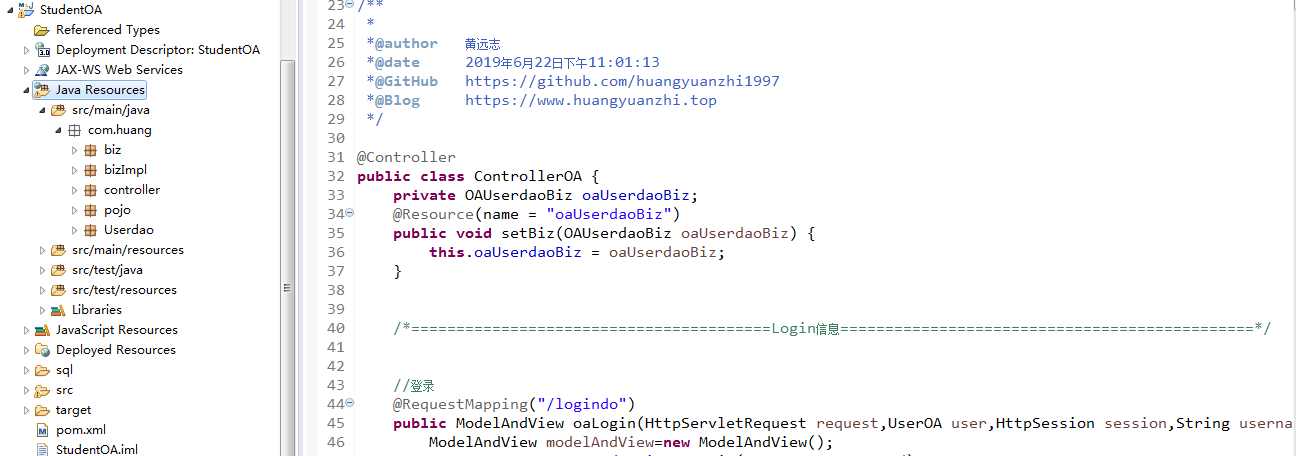 StudentOA
Referenced Types
Deployment Descriptor: StudentOA
JAX-WS Web Services
Java Resources
src/main/java
com.huang
biz
bizImpl
controller
pojo
Userdao
src/main/resources
src/test/java
src/test/resources
Libraries
JavaScript Resources
Deployed Resources
sql
src
target
pom.xml
StudentOA.iml
23 /**
24 *
25 *@author 黄远志
26 *@date 2019年6月22日下午11:01:13
27 *@GitHub https://github.com/huangyuanzhi1997
28 *@Blog https://www.huangyuanzhi.top
29 */
30
31 @Controller
32 public class ControllerOA {
33 private OAUserdaoBiz oaUserdaoBiz;
34 @Resource(name = "oaUserdaoBiz")
35 public void setBiz(OAUserdaoBiz oaUserdaoBiz) {
36 this.oaUserdaoBiz = oaUserdaoBiz;
37 }
38
39
40 /*========================================Login信息==============================================*/
41
42
43 //登录
44 @RequestMapping("/logindo")
45 public ModelAndView oaLogin(HttpServletRequest request,UserOA user,HttpSession session,String userna
46 ModelAndView modelAndView=new ModelAndView();